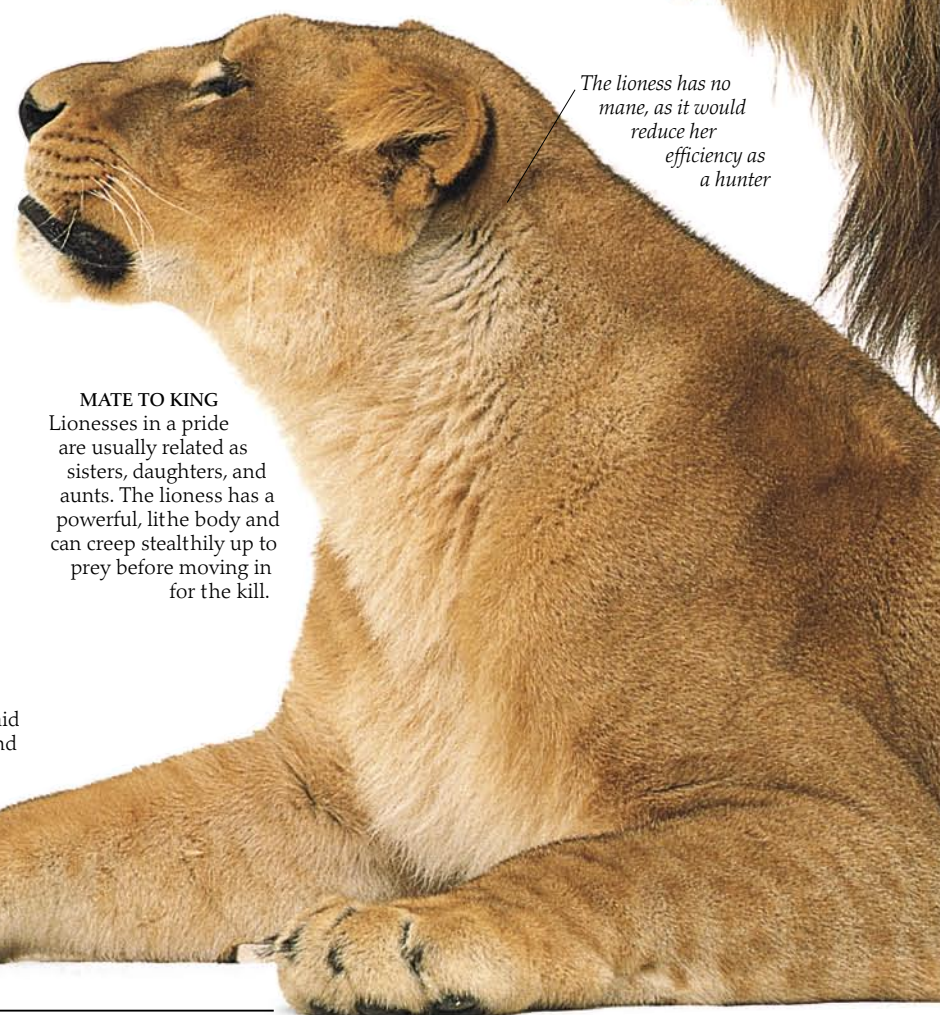 The lioness has no
mane, as it would
reduce her
efficiency as
a hunter
MATE TO KING
Lionesses in a pride
are usually related as
sisters, daughters, and
aunts. The lioness has a
powerful, lithe body and
can creep stealthily up to
prey before moving in
for the kill.